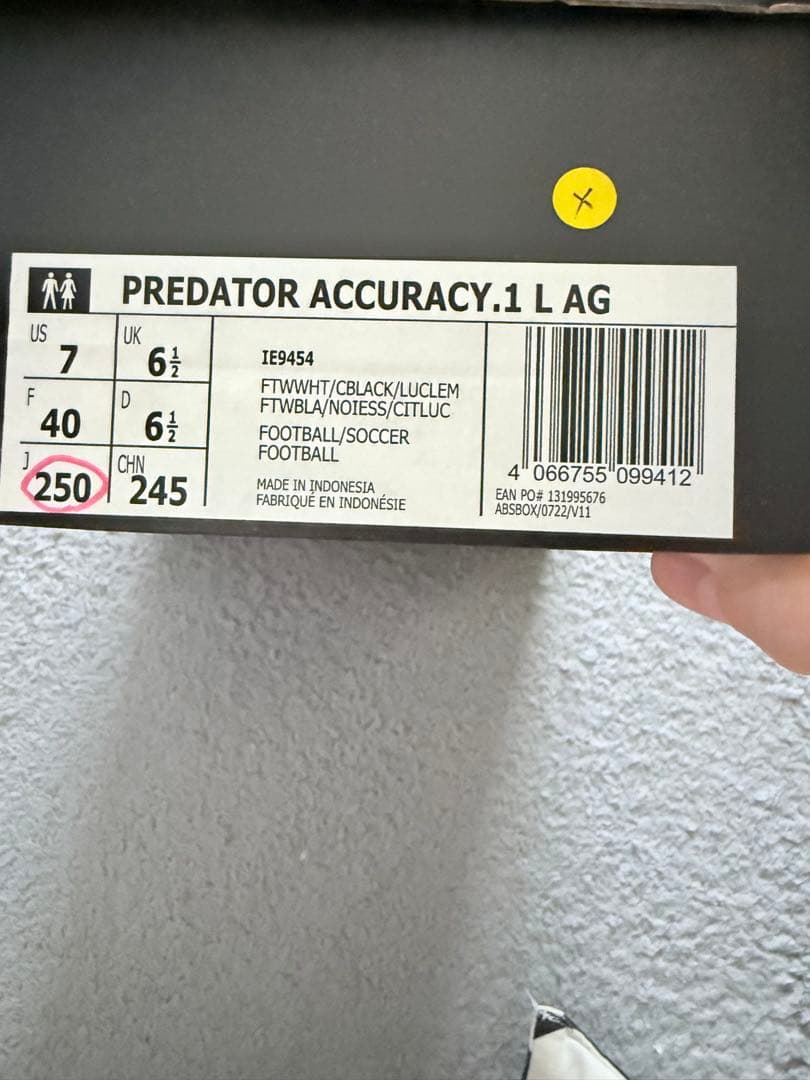 X
PREDATOR ACCURACY.1 L AG
US 7 UK 6½
F 40 D 6½
J 250 CHN 245
IE9454
FTWWHT/CBLACK/LUCLEM
FTWBLA/NOIESS/CITLUC
FOOTBALL/SOCCER
FOOTBALL
MADE IN INDONESIA
FABRIQUÉ EN INDONÉSIE
4 066755 099412
EAN PO# 131995676
ABSBOX/0722/V11